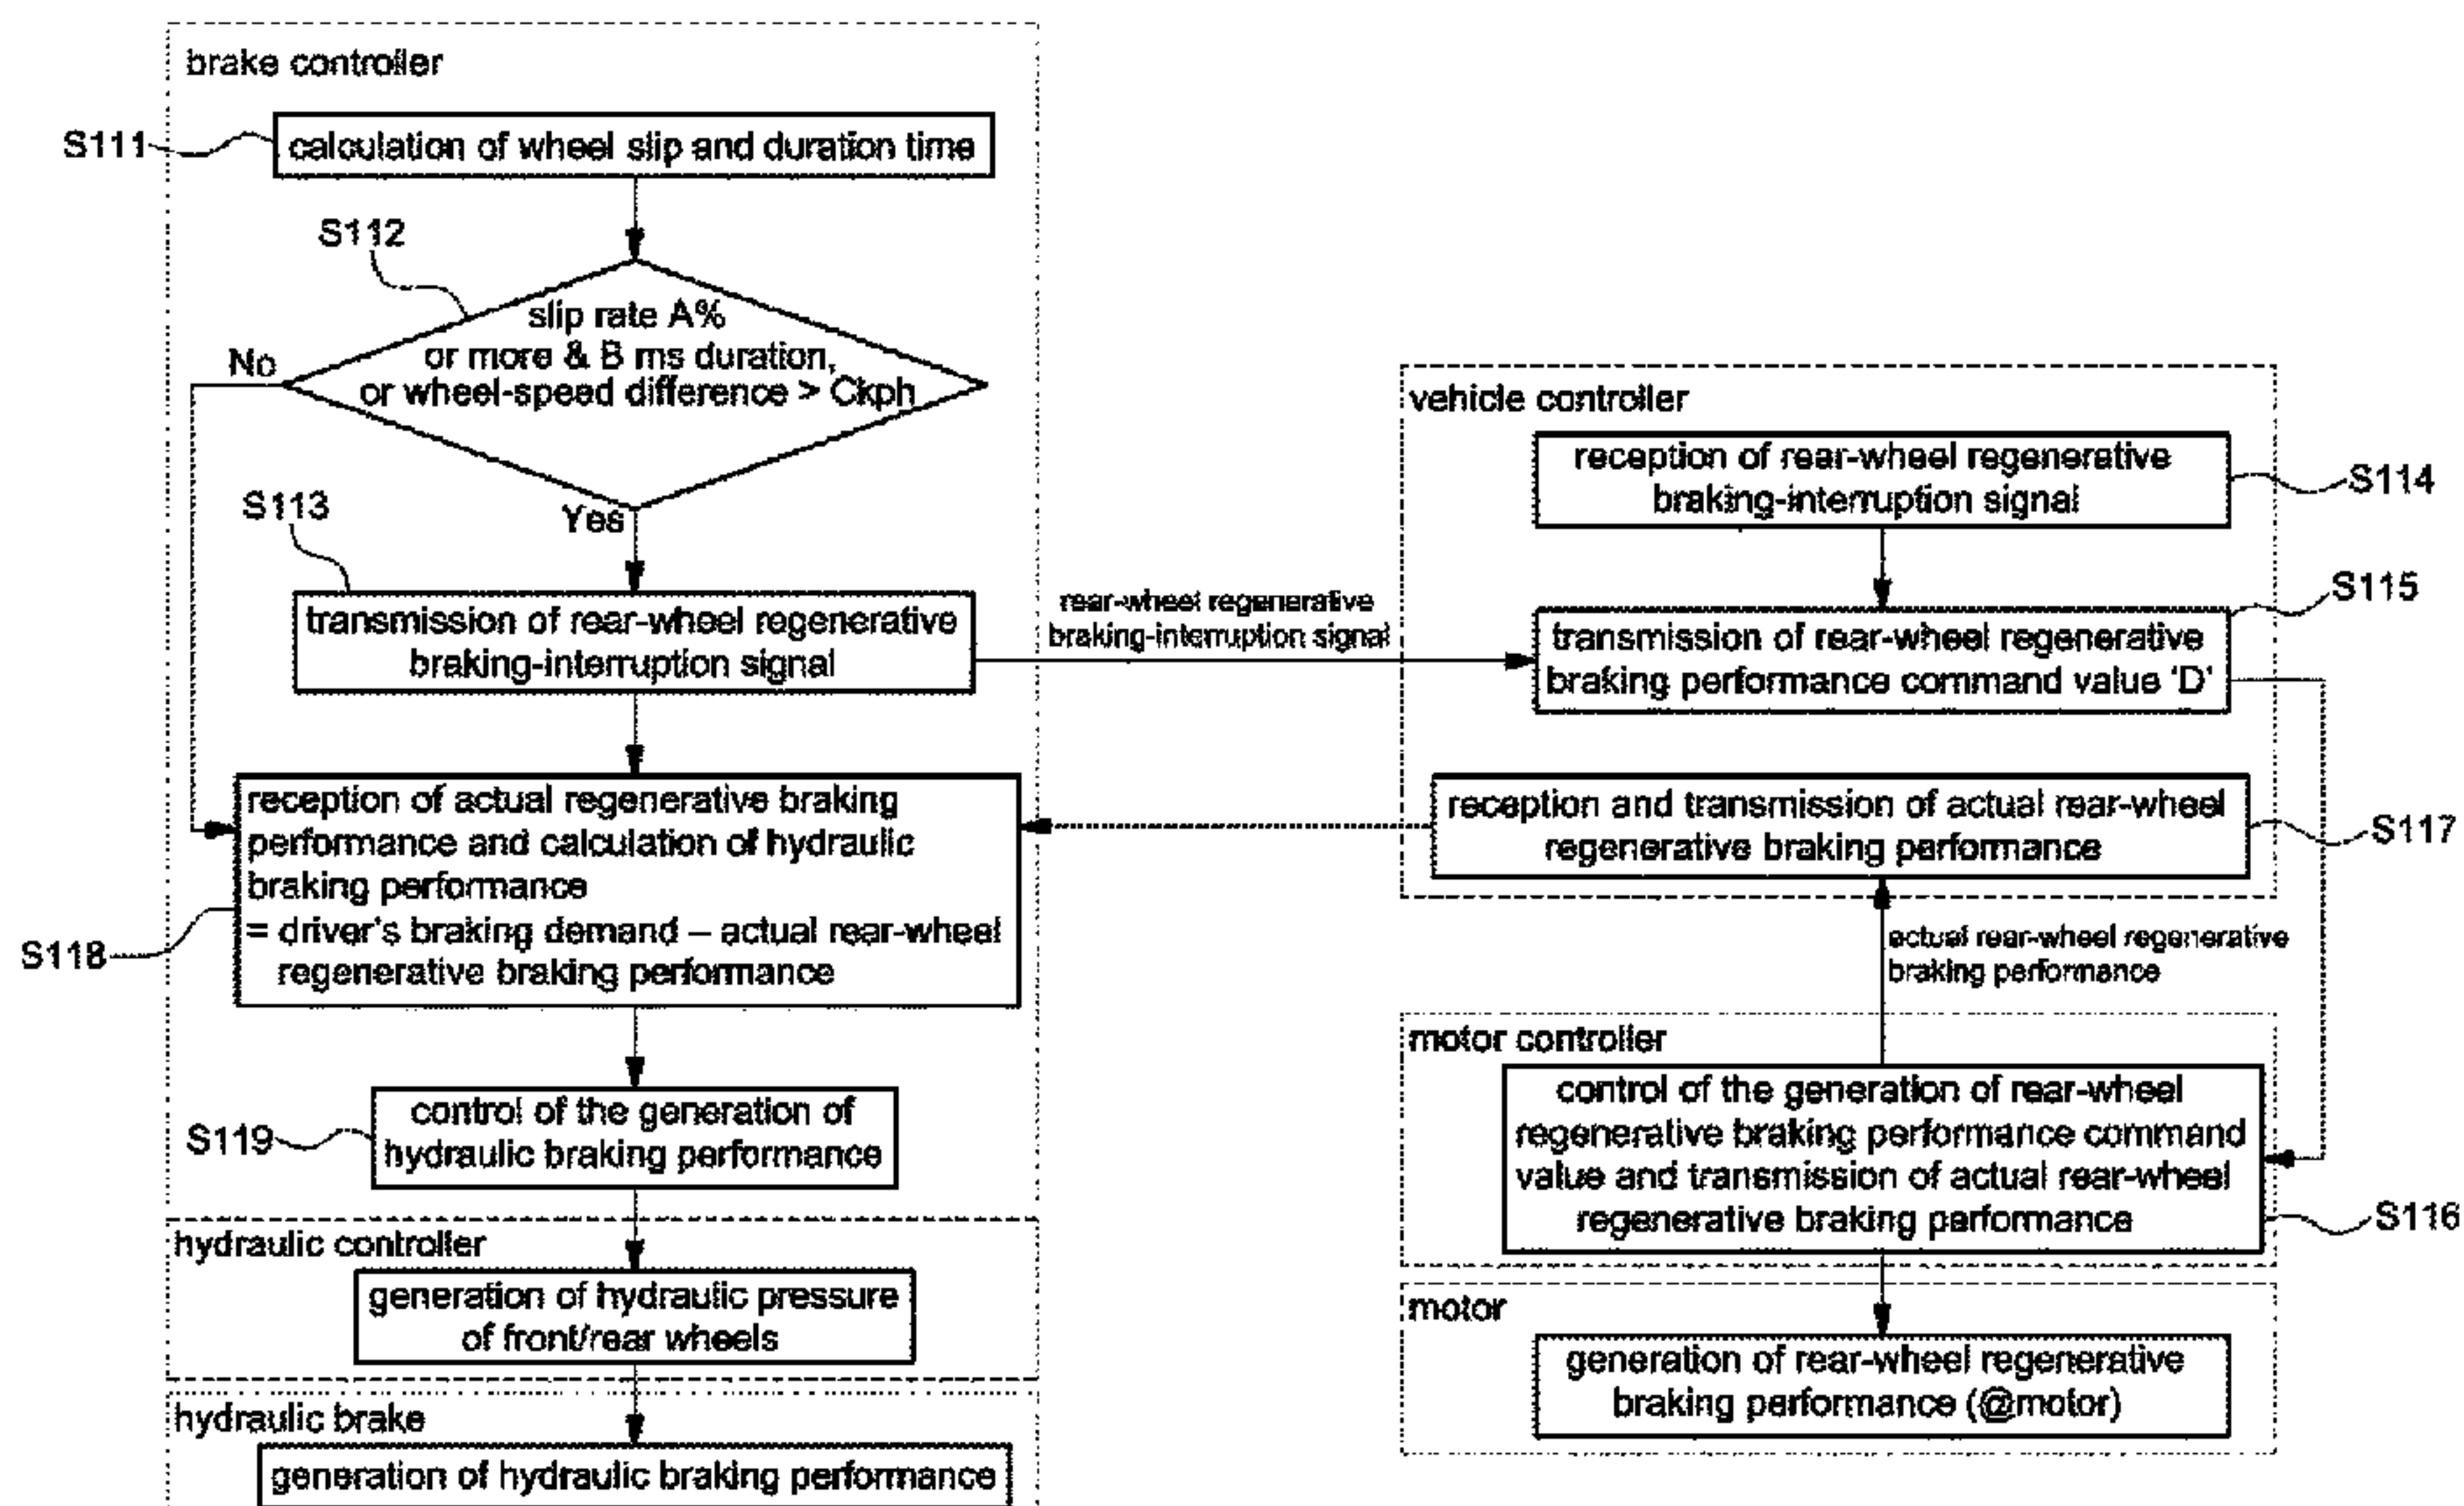 brake controller
S111
calculation of wheel slip and duration time
S112
slip rate A%
or more & B ms duration,
or wheel-speed difference > Ckph
No
Yes
S113
transmission of rear-wheel regenerative
braking-interruption signal
rear-wheel regenerative
braking-interruption signal
vehicle controller
reception of rear-wheel regenerative
braking-interruption signal
S114
S115
transmission of rear-wheel regenerative
braking performance command value 'D'
reception and transmission of actual rear-wheel
regenerative braking performance
S117
reception of actual regenerative braking
performance and calculation of hydraulic
braking performance
= driver's braking demand – actual rear-wheel
regenerative braking performance
S118
actual rear-wheel regenerative
braking performance
motor controller
control of the generation of rear-wheel
regenerative braking performance command
value and transmission of actual rear-wheel
regenerative braking performance
S116
S119
control of the generation of
hydraulic braking performance
hydraulic controller
generation of hydraulic pressure
of front/rear wheels
motor
generation of rear-wheel regenerative
braking performance (@motor)
hydraulic brake
generation of hydraulic braking performance